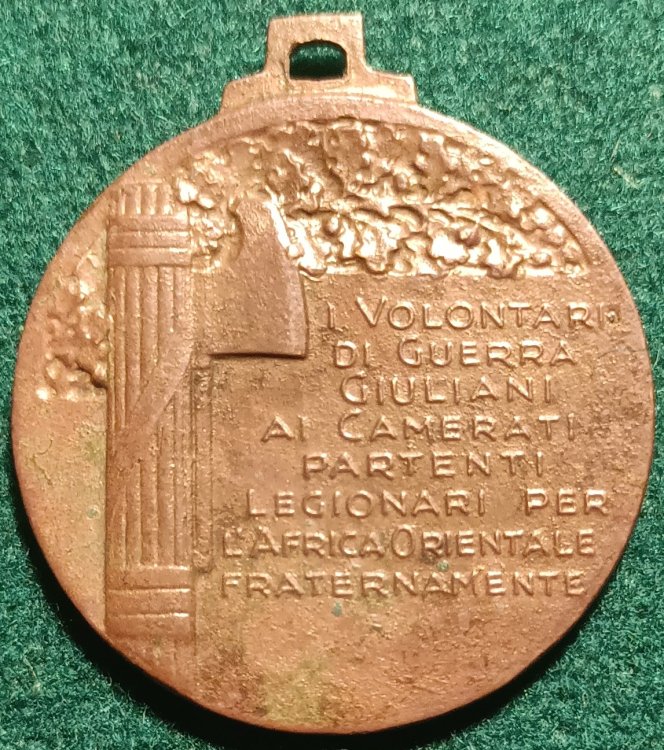 I VOLONTARI
DI GUERRA
GIULIANI
AI CAMERATI
PARTENTI
LEGIONARI PER
L'AFRICA ORIENTALE
FRATERNAMENTE